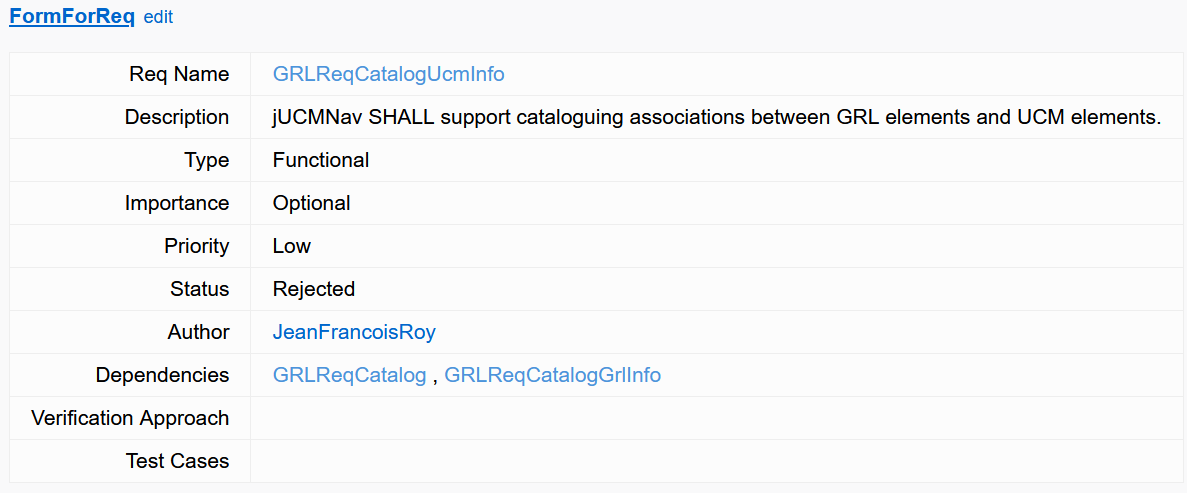 FormForReq edit
Req Name GRLReqCatalogUcmInfo
Description jUCMNav SHALL support cataloguing associations between GRL elements and UCM elements.
Type Functional
Importance Optional
Priority Low
Status Rejected
Author JeanFrancoisRoy
Dependencies GRLReqCatalog , GRLReqCatalogGrlInfo
Verification Approach
Test Cases